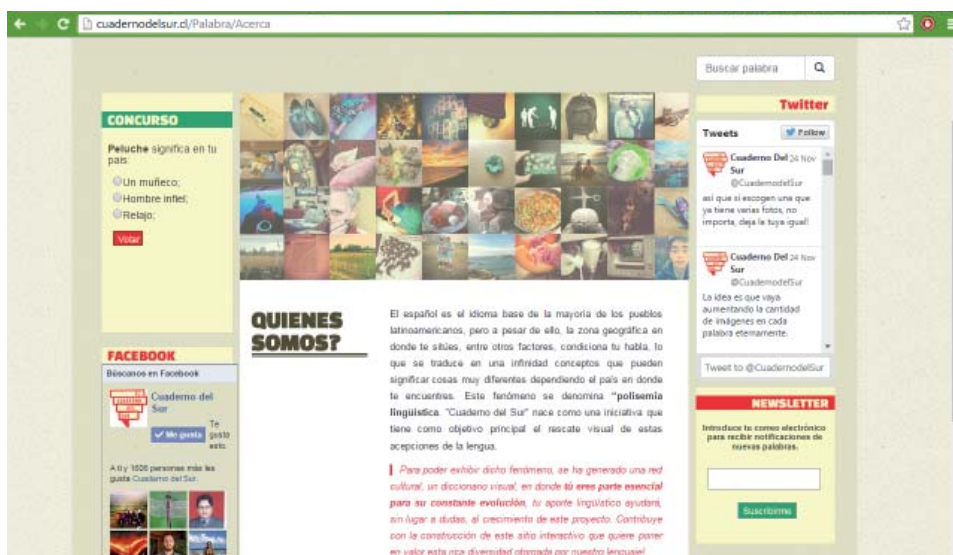 cuadernodelsur.cl/Palabra/Acerca
Buscar palabra
CONCURSO
Peluche significa en tu
país:
Un muñeco;
Hombre infiel;
Relajo;
Votar
FACEBOOK
Búscanos en Facebook
Cuaderno del
Sur
Me gusta
Te
gusta
esto.
A ti y 1026 personas más les
gusta Cuaderno del Sur.
QUIENES
SOMOS?
El español es el idioma base de la mayoría de los pueblos
latinoamericanos, pero a pesar de ello, la zona geográfica en
donde te sitúes, entre otros factores, condiciona tu habla, lo
que se traduce en una infinidad conceptos que pueden
significar cosas muy diferentes dependiendo el país en donde
te encuentres. Este fenómeno se denomina "polisemia
lingüística. "Cuaderno del Sur" nace como una iniciativa que
tiene como objetivo principal el rescate visual de estas
acepciones de la lengua.
Para poder exhibir dicho fenómeno, se ha generado una red
cultural, un diccionario visual, en donde tú eres parte esencial
para su constante evolución, tu aporte lingüístico ayudará,
sin lugar a dudas, al crecimiento de este proyecto. Contribuye
con la construcción de este sitio interactivo que quiere poner
en valor esta rica diversidad otorgada por nuestro lenguaje!
Twitter
Tweets
Follow
Cuaderno Del 24 Nov
Sur
@CuadernodelSur
así que si escogen una que
ya tiene varias fotos, no
importa, deja la tuya igual!
Cuaderno Del 24 Nov
Sur
@CuadernodelSur
La idea es que vaya
aumentando la cantidad
de imágenes en cada
palabra eternamente.
Tweet to @CuadernodelSur
NEWSLETTER
Introduce tu correo electrónico
para recibir notificaciones de
nuevas palabras.
Suscribirme